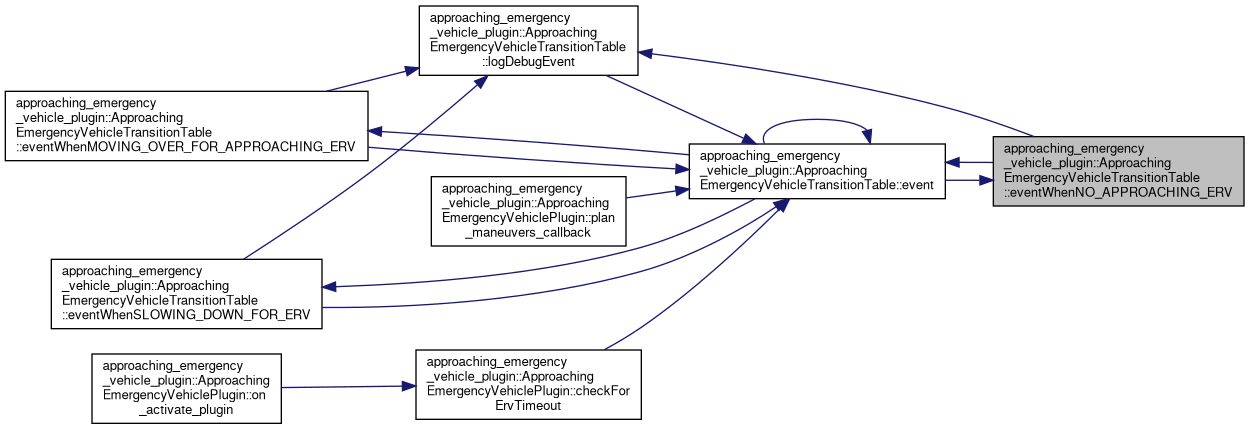 approaching_emergency
_vehicle_plugin::Approaching
EmergencyVehicleTransitionTable
::logDebugEvent
approaching_emergency
_vehicle_plugin::Approaching
EmergencyVehicleTransitionTable
::eventWhenMOVING_OVER_FOR_APPROACHING_ERV
approaching_emergency
_vehicle_plugin::Approaching
EmergencyVehicleTransitionTable::event
approaching_emergency
_vehicle_plugin::Approaching
EmergencyVehicleTransitionTable
::eventWhenNO_APPROACHING_ERV
approaching_emergency
_vehicle_plugin::Approaching
EmergencyVehiclePlugin::plan
_maneuvers_callback
approaching_emergency
_vehicle_plugin::Approaching
EmergencyVehicleTransitionTable
::eventWhenSLOWING_DOWN_FOR_ERV
approaching_emergency
_vehicle_plugin::Approaching
EmergencyVehiclePlugin::on
_activate_plugin
approaching_emergency
_vehicle_plugin::Approaching
EmergencyVehiclePlugin::checkFor
ErvTimeout